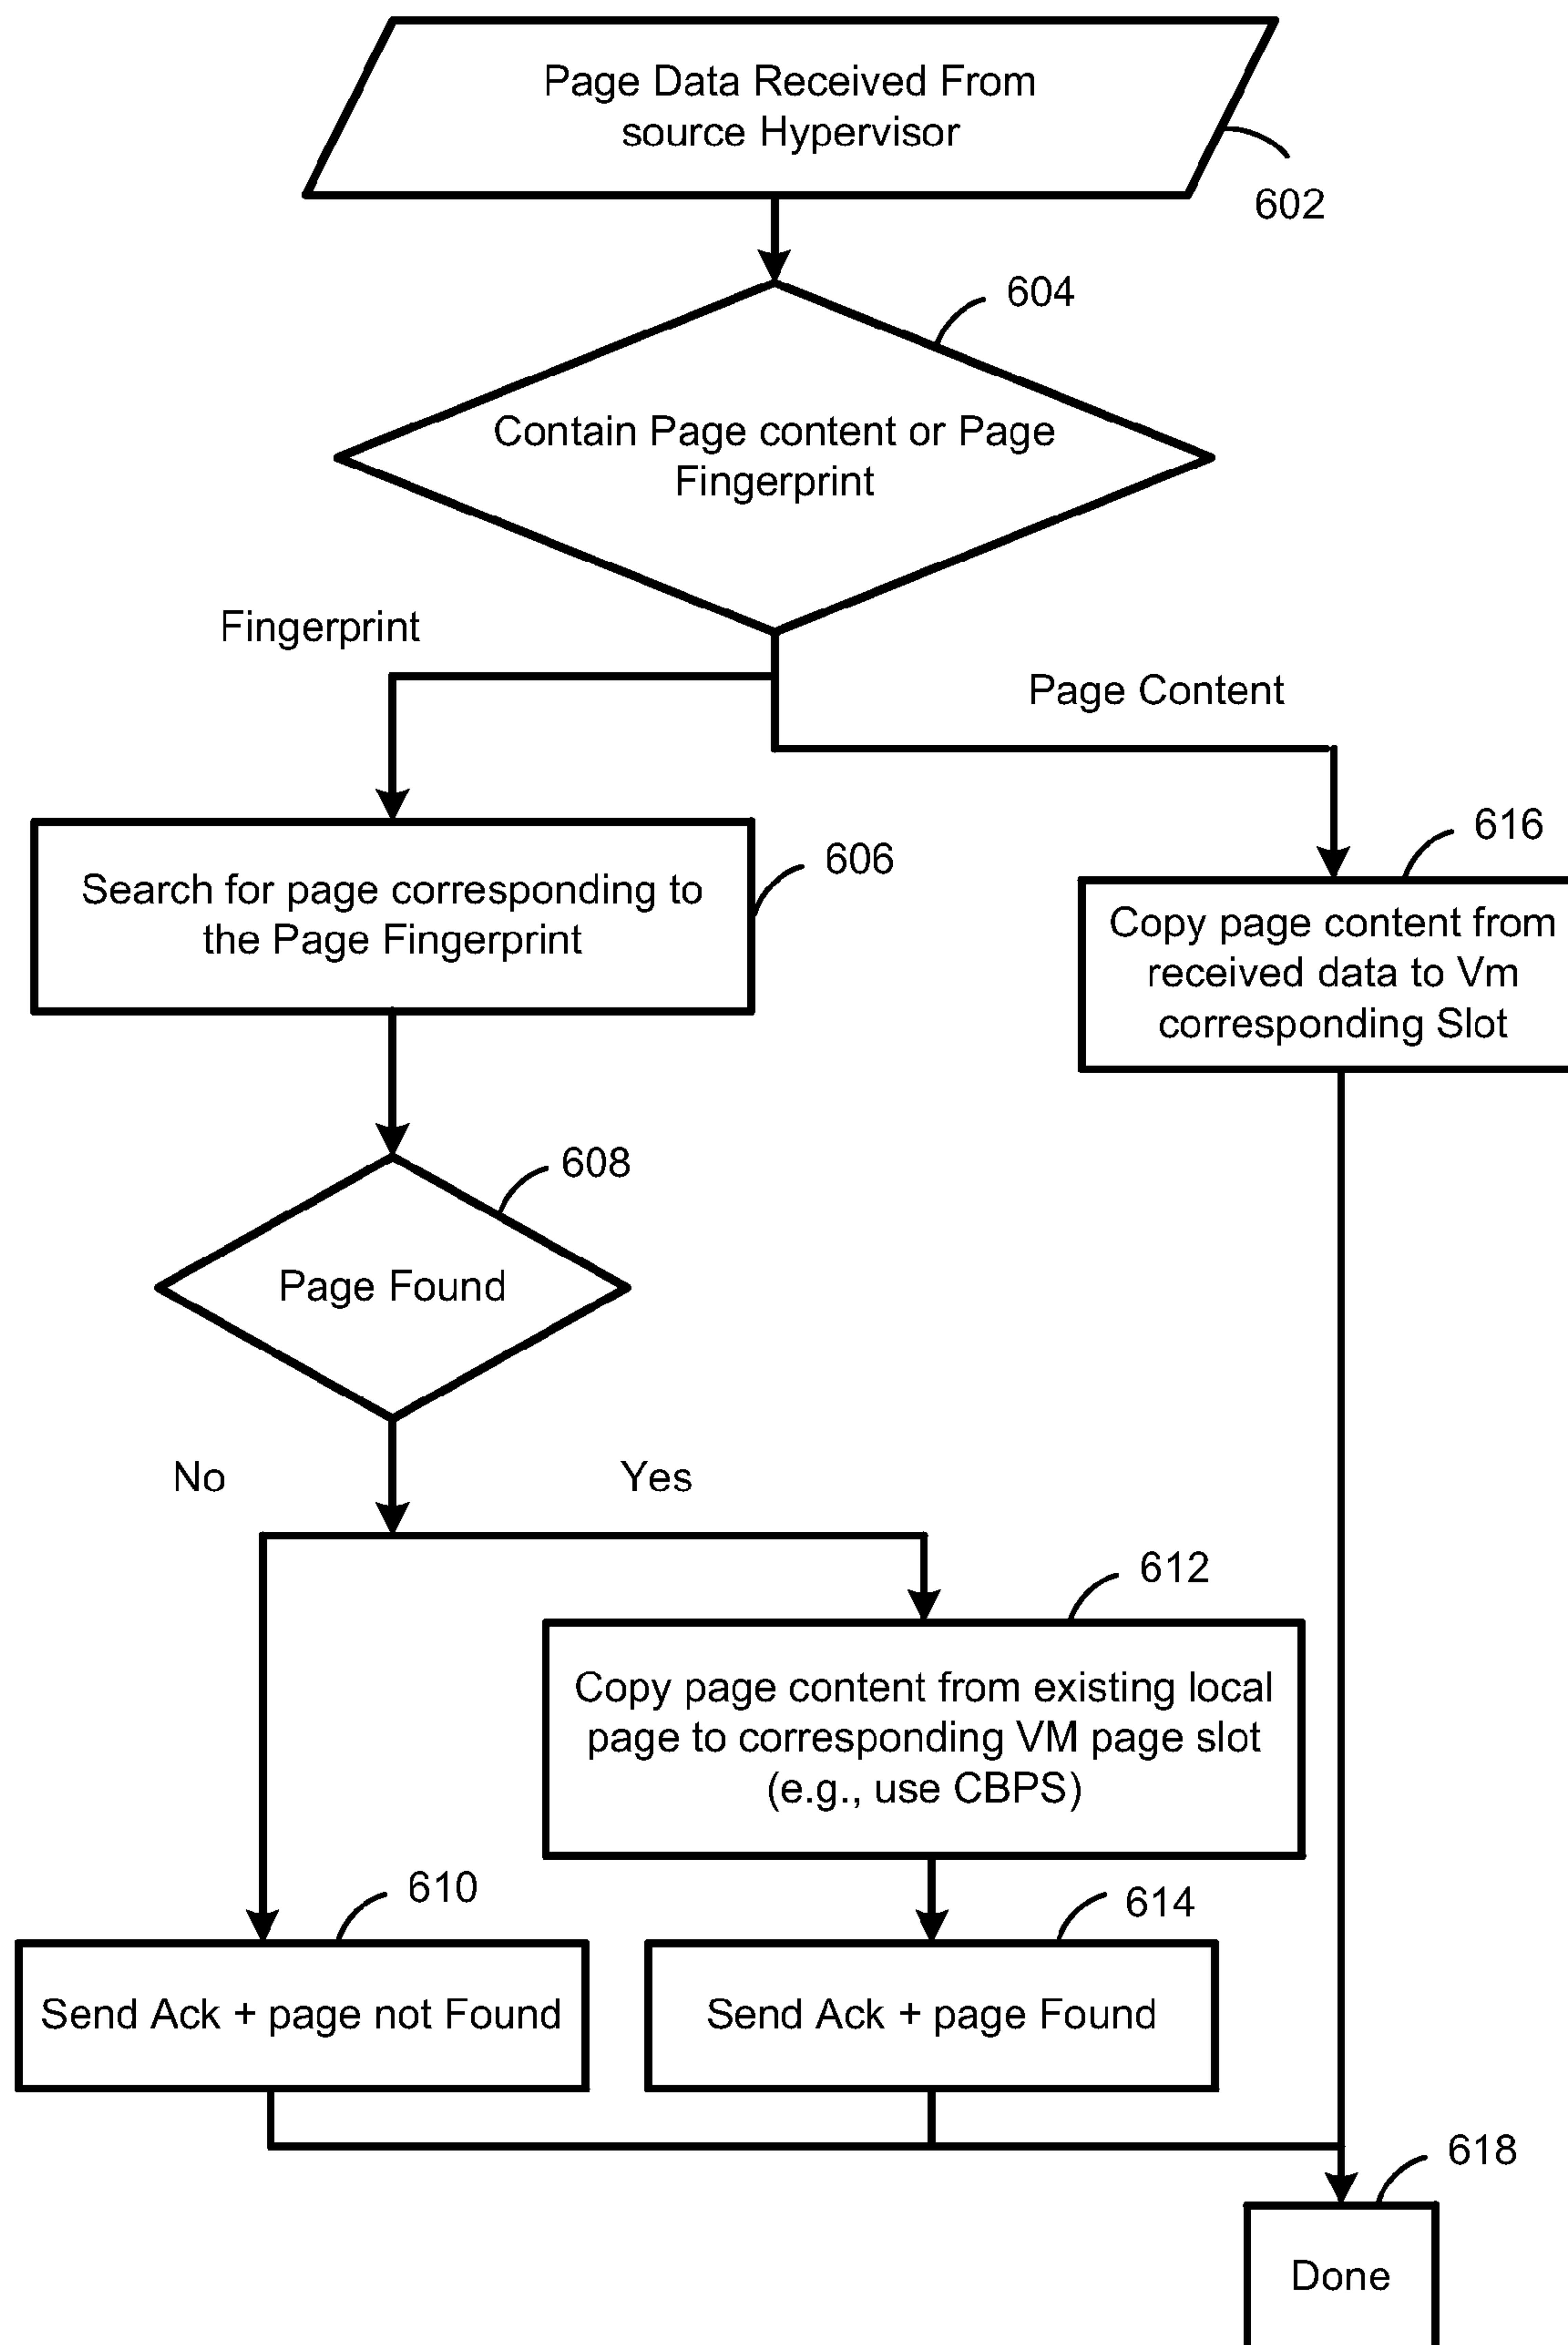 Page Data Received From
source Hypervisor
602
604
Contain Page content or Page
Fingerprint
Fingerprint
Page Content
616
606
Search for page corresponding to
the Page Fingerprint
Copy page content from
received data to Vm
corresponding Slot
608
Page Found
No
Yes
612
Copy page content from existing local
page to corresponding VM page slot
(e.g., use CBPS)
610
614
Send Ack + page not Found
Send Ack + page Found
618
Done